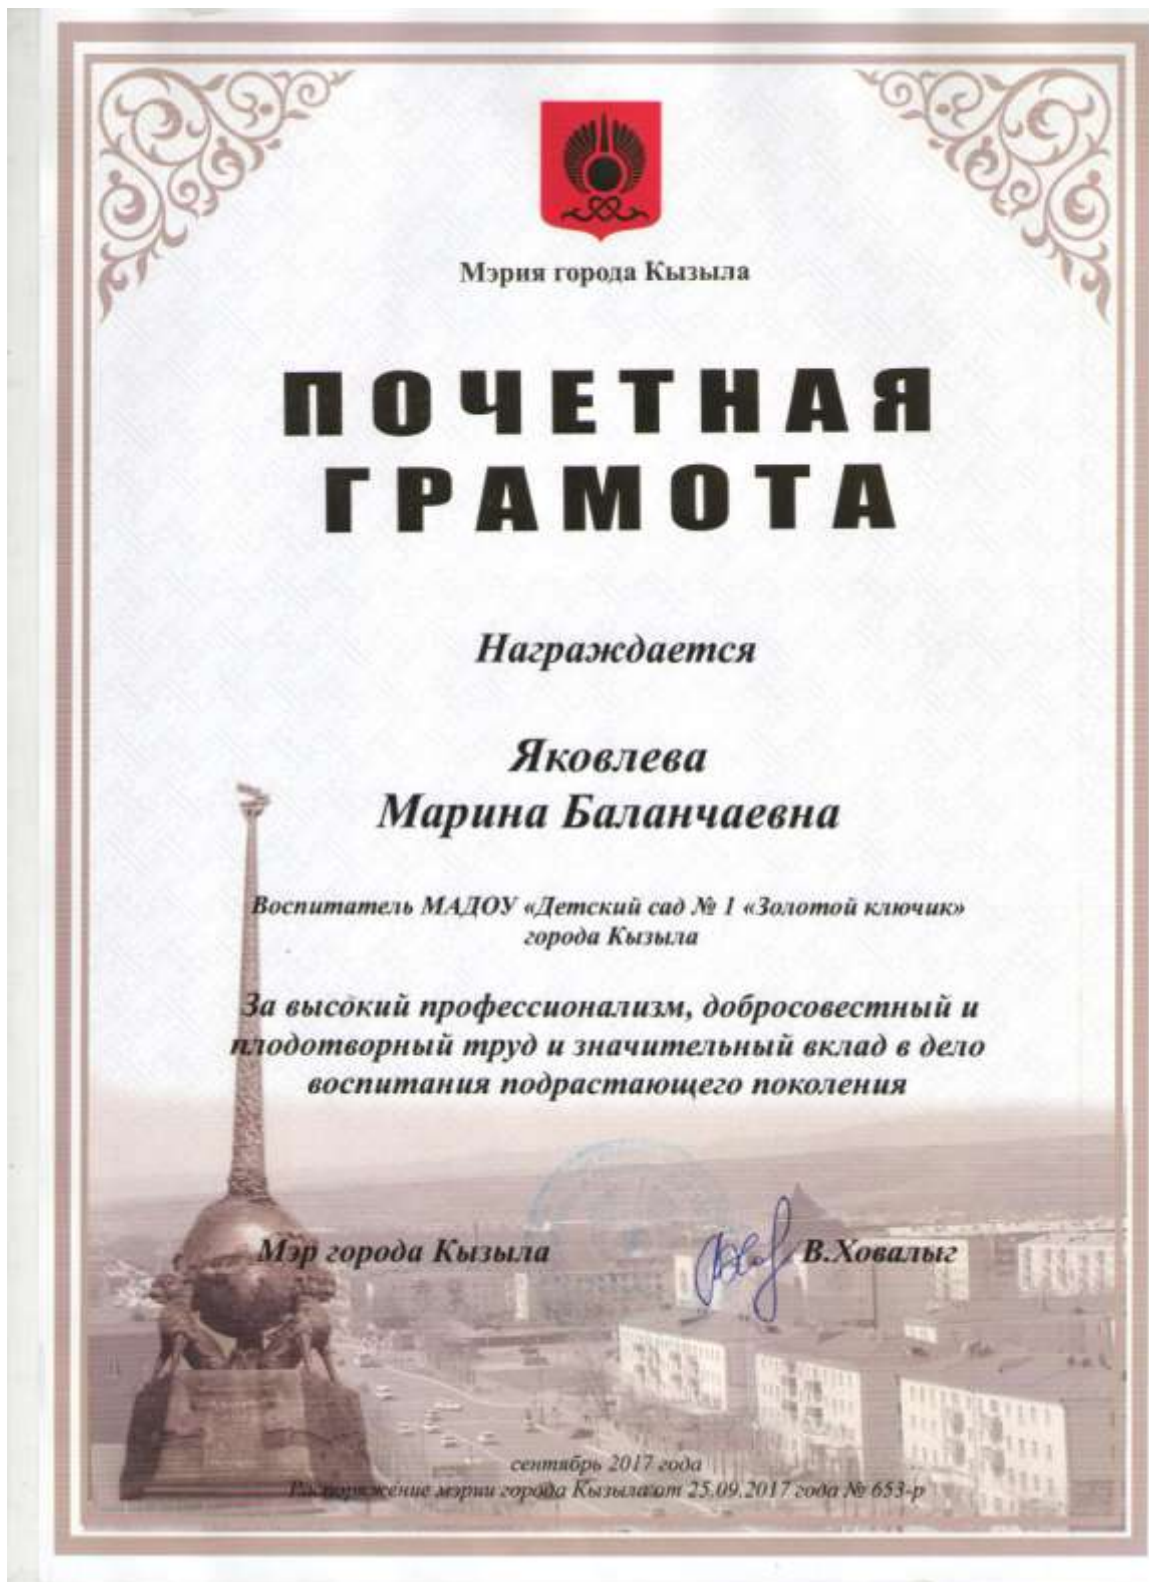 Мэрия города Кызыла
ПОЧЕТНАЯ
ГРАМОТА
Награждается
Яковлева
Марина Баланчаевна
Воспитатель МАДОУ «Детский сад № 1 «Золотой ключик»
города Кызыла
За высокий профессионализм, добросовестный и
плодотворный труд и значительный вклад в дело
воспитания подрастающего поколения
Мэр города Кызыла В.Ховалыг
сентябрь 2017 года
Распоряжение мэрии города Кызыла от 25.09.2017 года № 653-р